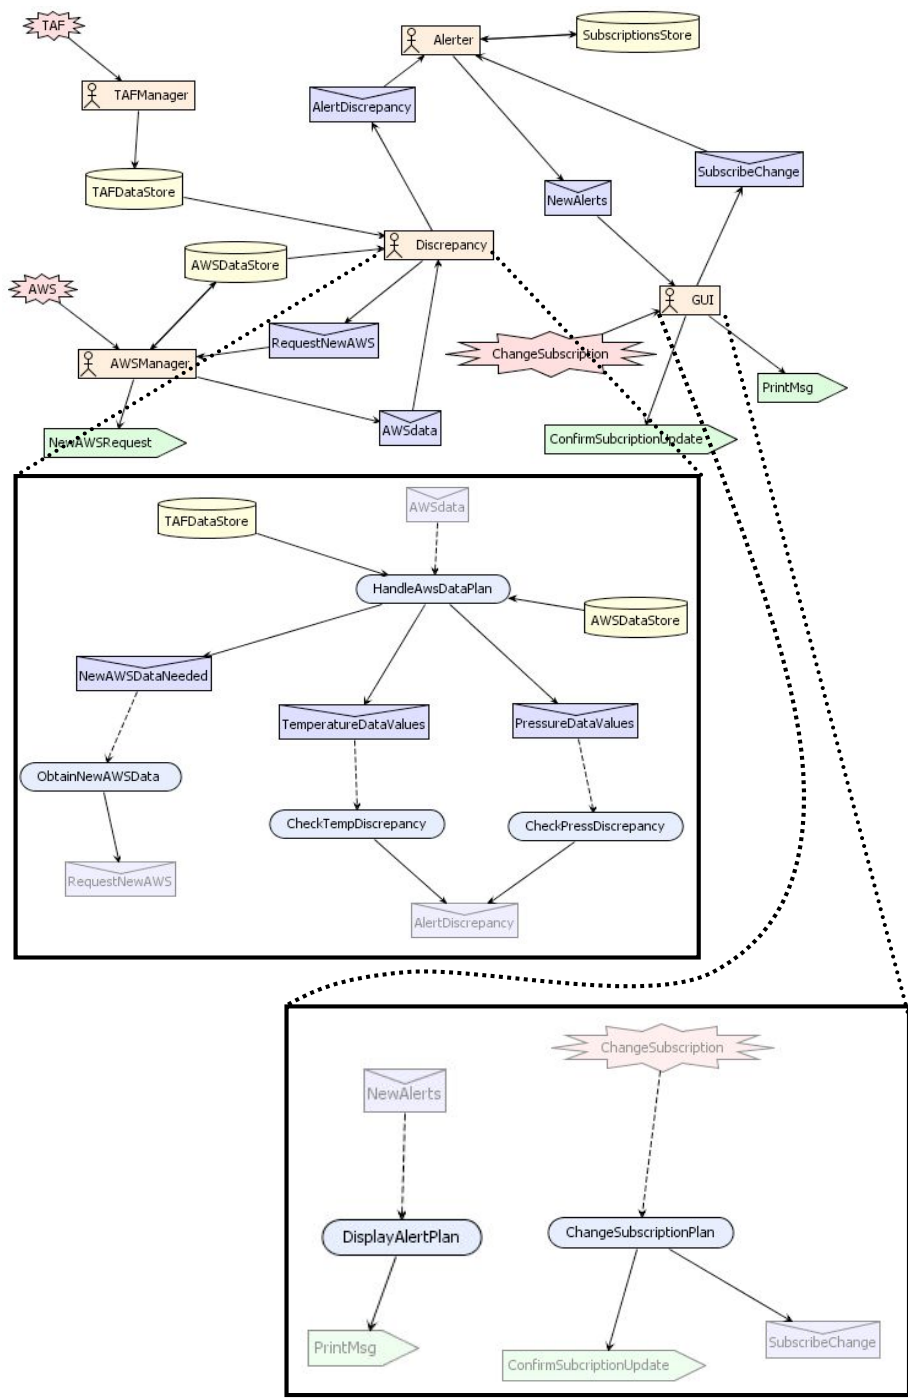 TAF
Alerter
SubscriptionsStore
TAFManager
AlertDiscrepancy
SubscribeChange
TAFDataStore
NewAlerts
Discrepancy
AWSDataStore
AWS
GUI
RequestNewAWS
ChangeSubscription
AWSManager
PrintMsg
AWSdata
NewAWSRequest
ConfirmSubcriptionUpdate
AWSdata
TAFDataStore
HandleAwsDataPlan
AWSDataStore
NewAWSDataNeeded
TemperatureDataValues
PressureDataValues
ObtainNewAWSData
CheckTempDiscrepancy
CheckPressDiscrepancy
RequestNewAWS
AlertDiscrepancy
ChangeSubscription
NewAlerts
DisplayAlertPlan
ChangeSubscriptionPlan
PrintMsg
SubscribeChange
ConfirmSubcriptionUpdate